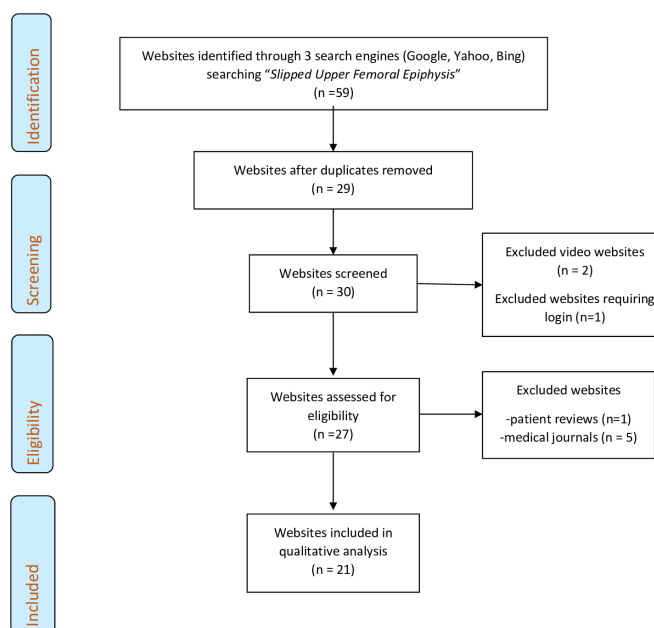 Identification
Websites identified through 3 search engines (Google, Yahoo, Bing)
searching “Slipped Upper Femoral Epiphysis”
(n =59)
Websites after duplicates removed
(n = 29)
Screening
Websites screened
(n = 30)
Excluded video websites
(n = 2)
Excluded websites requiring
login (n=1)
Eligibility
Websites assessed for
eligibility
(n =27)
Excluded websites
-patient reviews (n=1)
-medical journals (n = 5)
Included
Websites included in
qualitative analysis
(n = 21)